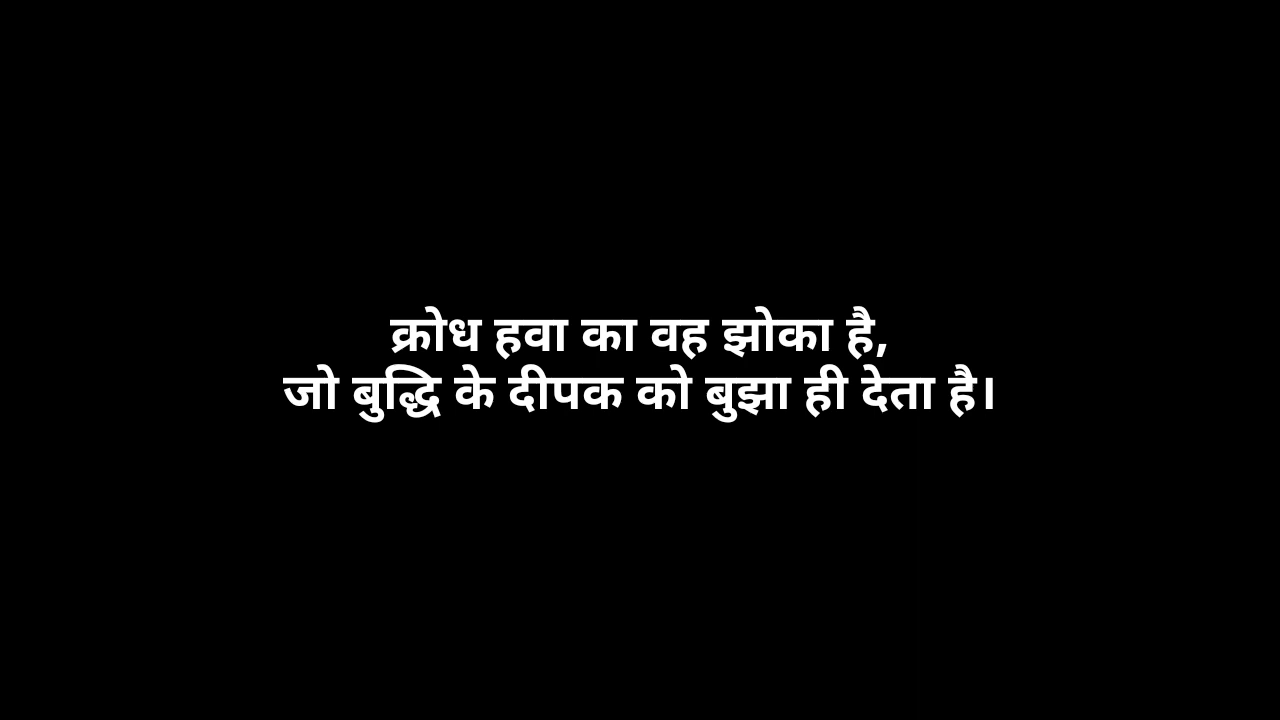 क्रोध हवा का वह झोका है,
जो बुद्धि के दीपक को बुझा ही देता है।